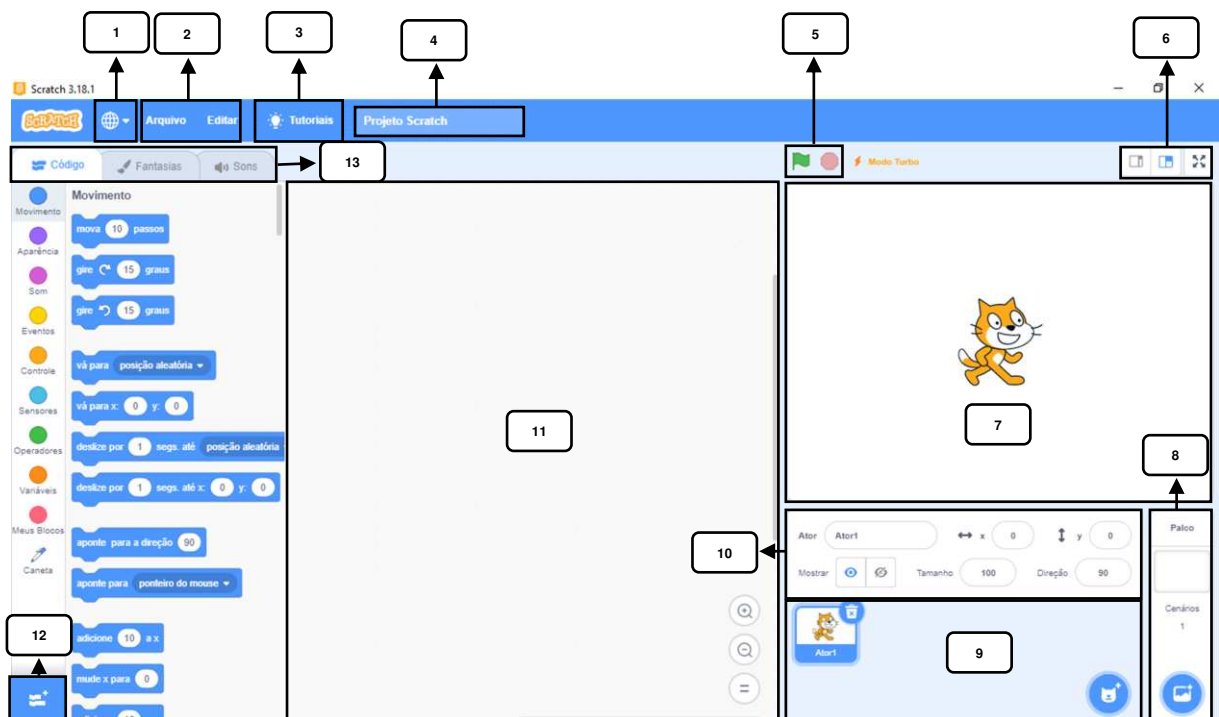 1
2
3
4
5
6
Scratch 3.18.1
SCRATCH
Arquivo Editar Tutoriais Projeto Scratch
Código Fantasias Sons
13
Modo Turbo
Movimento
Aparência
Som
Eventos
Controle
Sensores
Operadores
Variáveis
Meus Blocos
Caneta
12
Movimento
mova 10 passos
gire 15 graus
gire 15 graus
vá para posição aleatória
vá para x: 0 y: 0
deslize por 1 segs. até posição aleatória
deslize por 1 segs. até x: 0 y: 0
aponte para a direção 90
aponte para ponteiro do mouse
adicione 10 a x
mude x para 0
11
7
8
10
Ator Ator1 x 0 y 0
Mostrar Tamanho 100 Direção 90
Ator1
9
Palco
Cenários
1